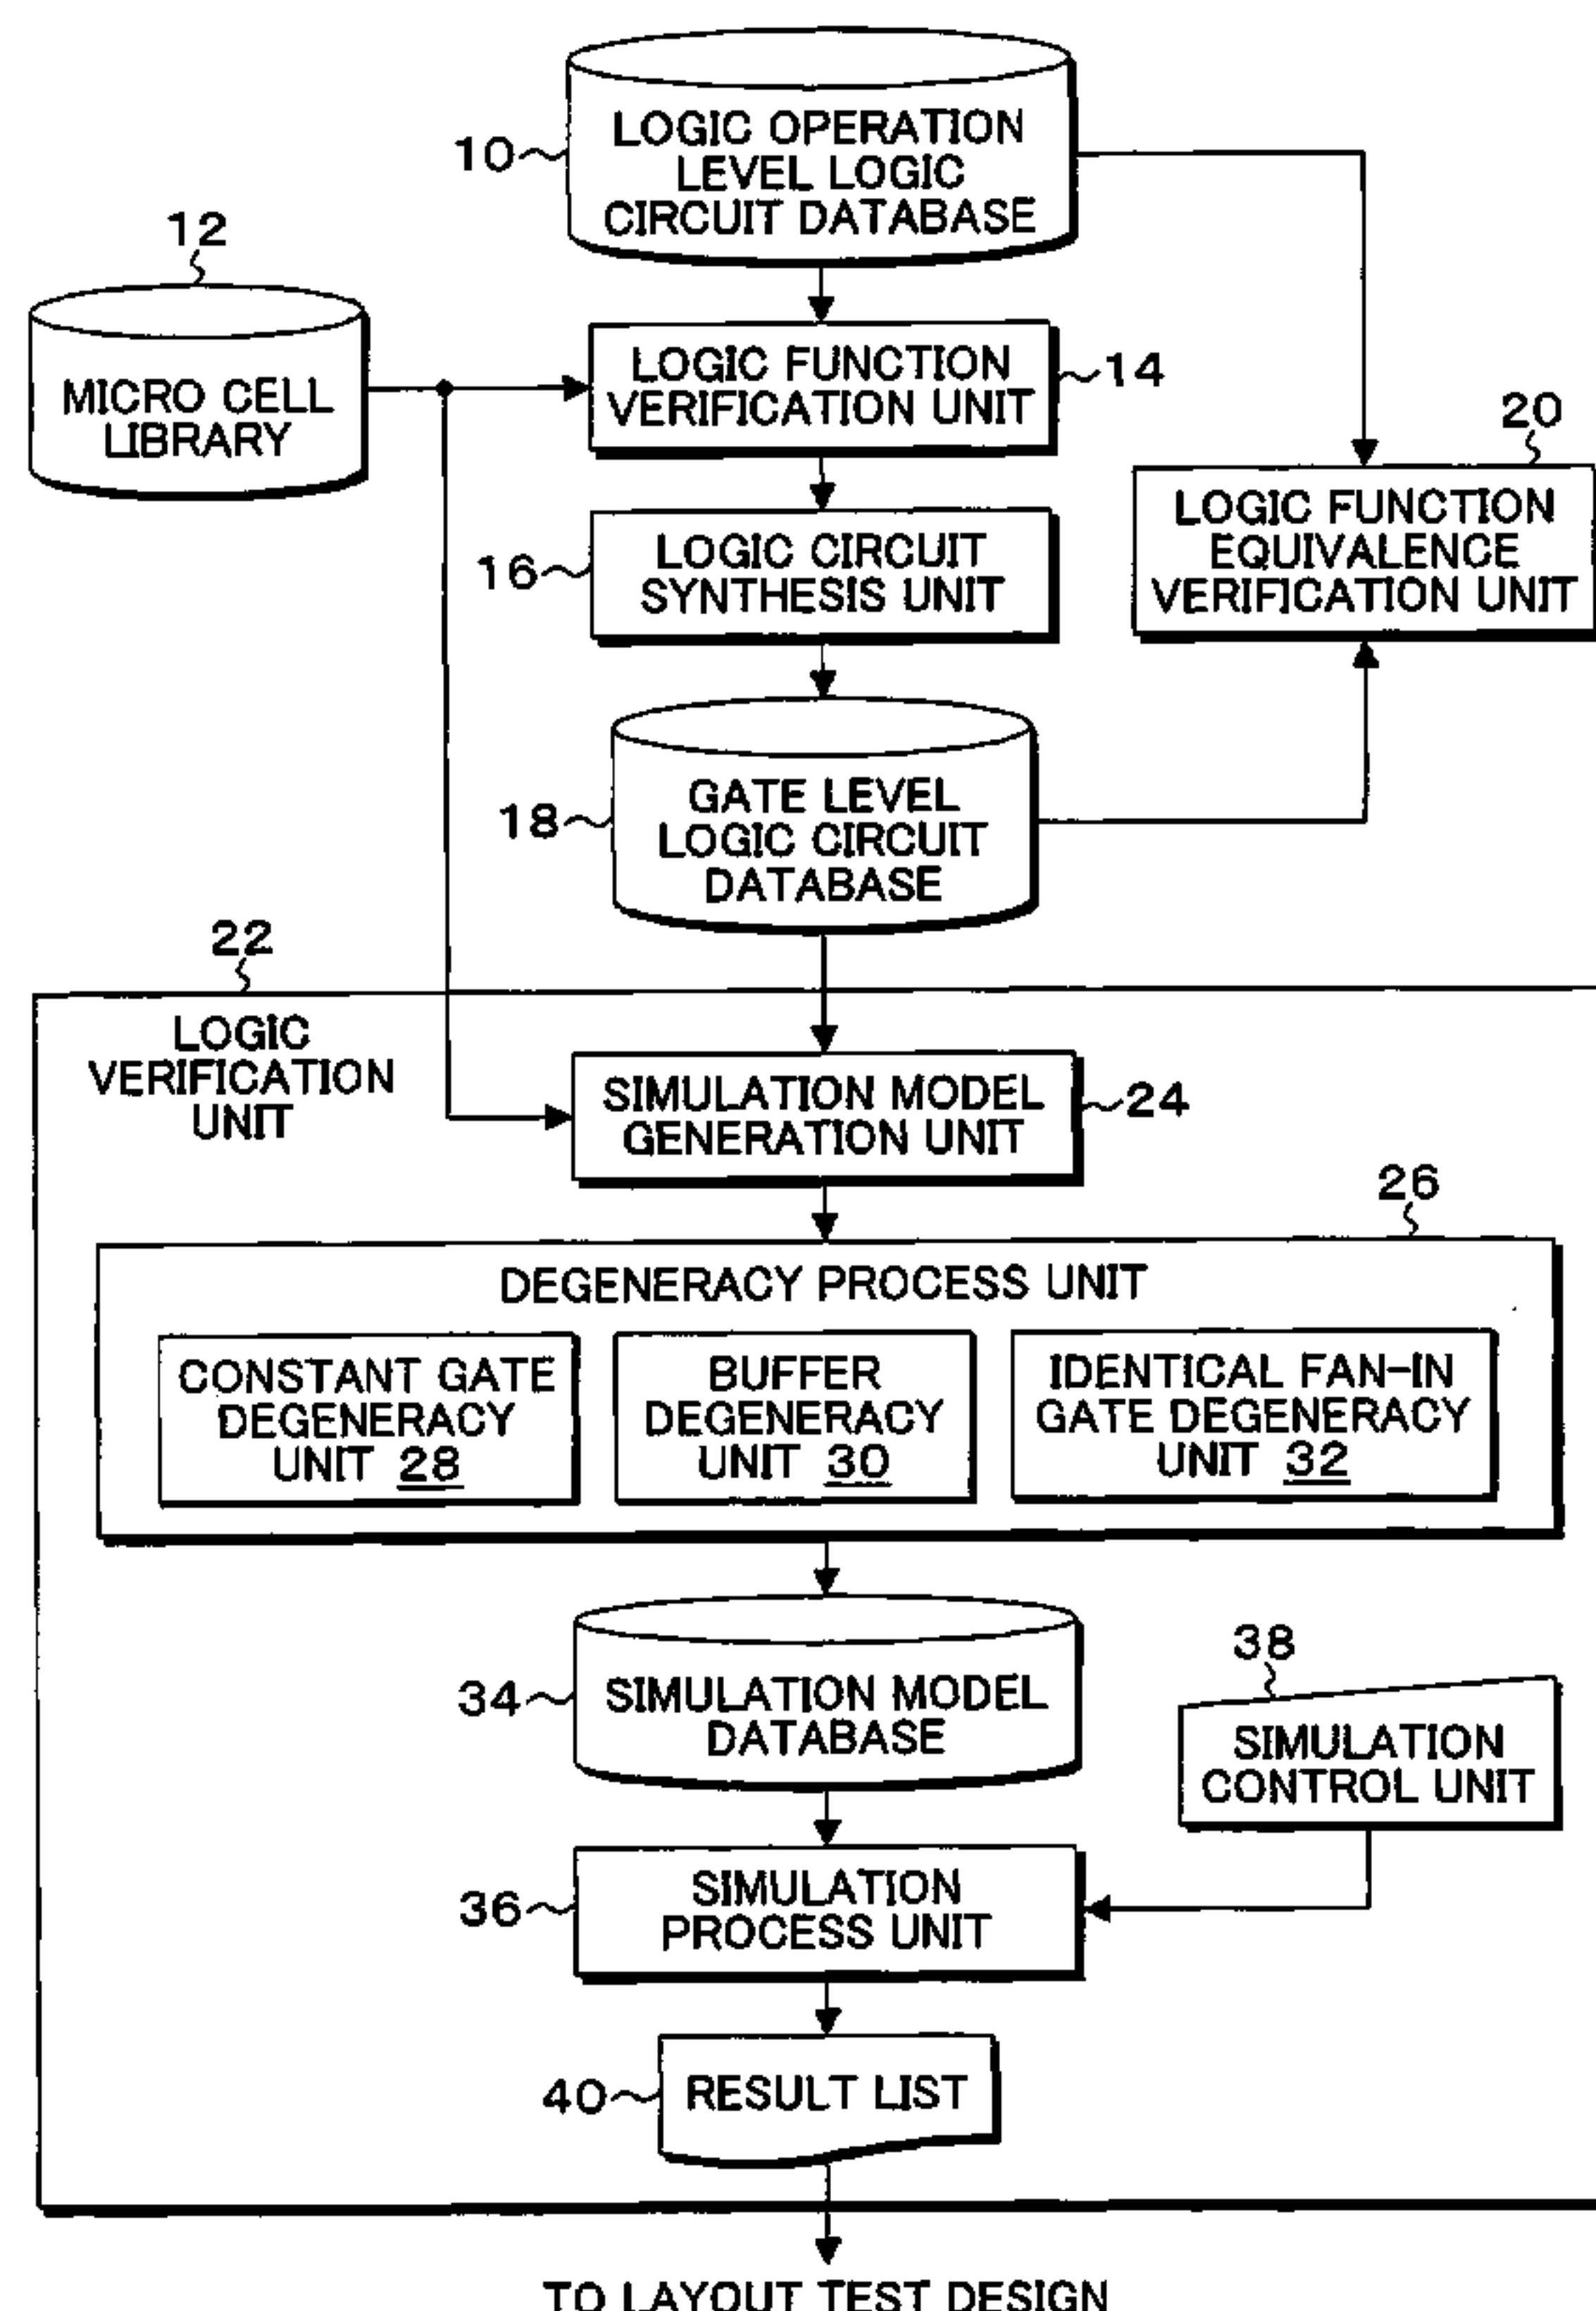 LOGIC OPERATION
LEVEL LOGIC
CIRCUIT DATABASE
10
12
MICRO CELL
LIBRARY
LOGIC FUNCTION
VERIFICATION UNIT
14
20
LOGIC FUNCTION
EQUIVALENCE
VERIFICATION UNIT
16
LOGIC CIRCUIT
SYNTHESIS UNIT
18
GATE LEVEL
LOGIC CIRCUIT
DATABASE
22
LOGIC
VERIFICATION
UNIT
SIMULATION MODEL
GENERATION UNIT
24
26
DEGENERACY PROCESS UNIT
CONSTANT GATE
DEGENERACY
UNIT 28
BUFFER
DEGENERACY
UNIT 30
IDENTICAL FAN-IN
GATE DEGENERACY
UNIT 32
34
SIMULATION MODEL
DATABASE
38
SIMULATION
CONTROL UNIT
36
SIMULATION
PROCESS UNIT
40
RESULT LIST
TO LAYOUT TEST DESIGN